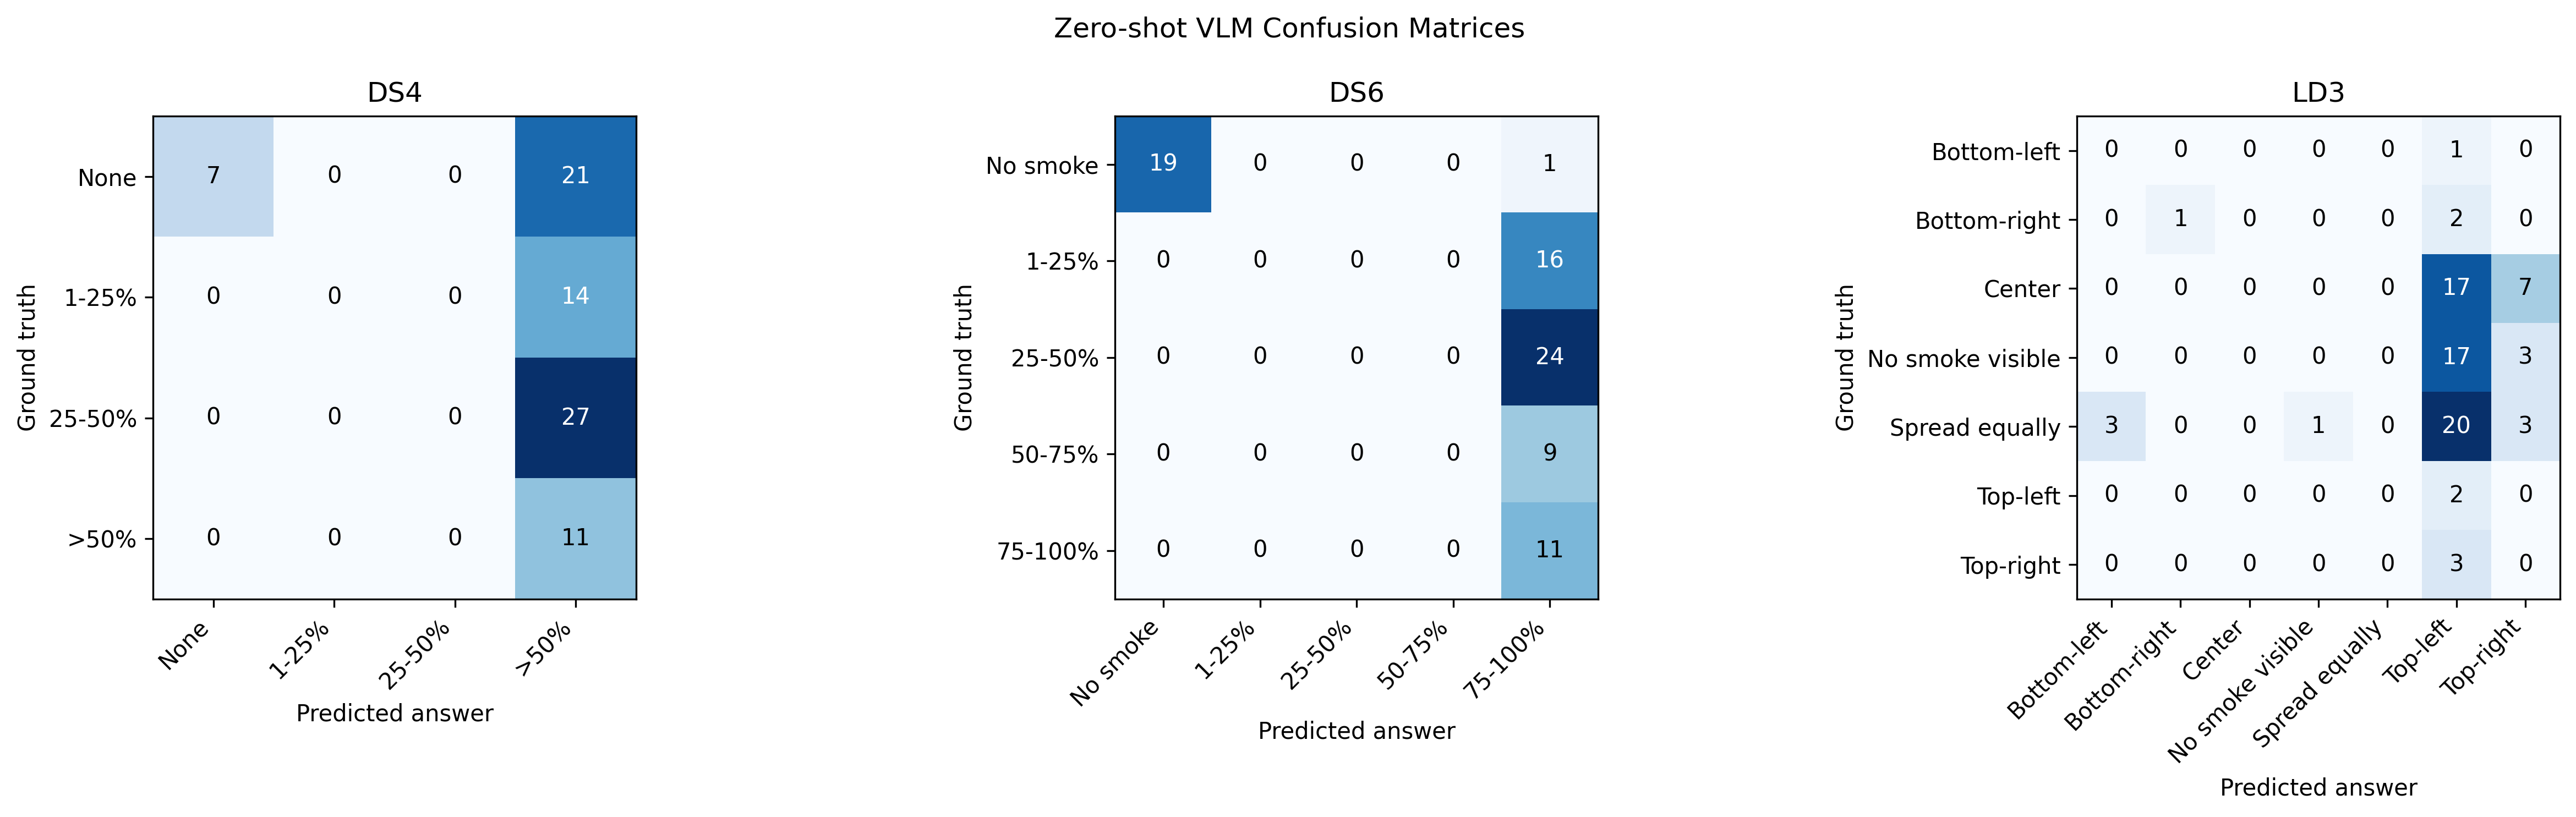 Zero-shot VLM Confusion Matrices
DS4
Ground truth
None 7 0 0 21
1-25% 0 0 0 14
25-50% 0 0 0 27
>50% 0 0 0 11
None 1-25% 25-50% >50%
Predicted answer
DS6
Ground truth
No smoke 19 0 0 0 1
1-25% 0 0 0 0 16
25-50% 0 0 0 0 24
50-75% 0 0 0 0 9
75-100% 0 0 0 0 11
No smoke 1-25% 25-50% 50-75% 75-100%
Predicted answer
LD3
Ground truth
Bottom-left 0 0 0 0 0 1 0
Bottom-right 0 1 0 0 0 2 0
Center 0 0 0 0 0 17 7
No smoke visible 0 0 0 0 0 17 3
Spread equally 3 0 0 1 0 20 3
Top-left 0 0 0 0 0 2 0
Top-right 0 0 0 0 0 3 0
Bottom-left Bottom-right Center No smoke visible Spread equally Top-left Top-right
Predicted answer